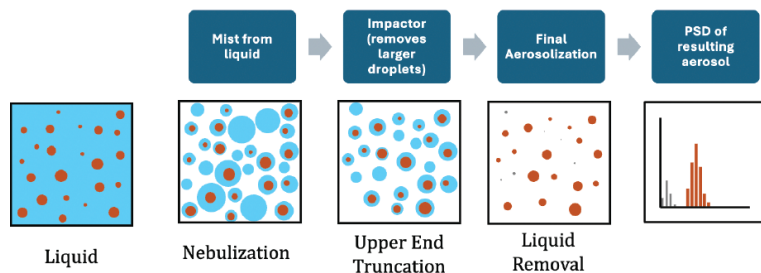 Mist from
liquid
Impactor
(removes
larger
droplets)
Final
Aerosolization
PSD of
resulting
aerosol
Liquid
Nebulization
Upper End
Truncation
Liquid
Removal